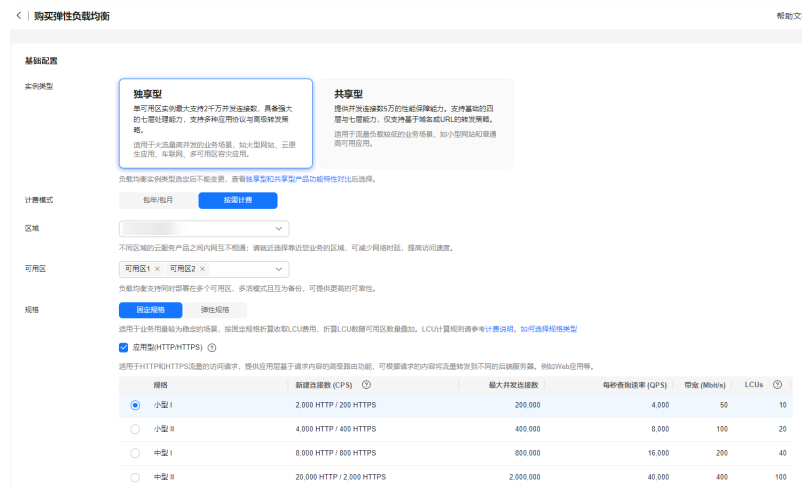 购买弹性负载均衡
帮助文
基础配置
实例类型
独享型
单可用区实例最大支持2千万并发连接数，具备强大
的七层处理能力，支持多种应用协议与高级转发策
略。
适用于大流量高并发的业务场景，如大型网站、云原
生应用、车联网、多可用区容灾应用。
共享型
提供并发连接数5万的性能保障能力。支持基础的四
层与七层能力，仅支持基于域名或URL的转发策略。
适用于流量负载较低的业务场景，如小型网站和普通
高可用应用。
负载均衡实例类型选定后不能变更，查看独享型和共享型产品功能特性对比后选择。
计费模式
包年/包月
按需计费
区域
不同区域的云服务产品之间内网互不相通；请就近选择靠近您业务的区域，可减少网络时延，提高访问速度。
可用区
可用区1 × 可用区2 ×
负载均衡支持同时部署在多个可用区，多活模式且互为备份，可提供更高的可靠性。
规格
固定规格
弹性规格
适用于业务用量较为稳定的场景，按固定规格折算收取LCU费用，折算LCU数随可用区数量叠加。LCU计算规则请参考计费说明。如何选择规格类型
应用型(HTTP/HTTPS)
适用于HTTP和HTTPS流量的访问请求，提供应用层基于请求内容的高级路由功能，可根据请求的内容将流量转发到不同的后端服务器。例如Web应用等。
规格 新建连接数 (CPS) 最大并发连接数 每秒查询速率 (QPS) 带宽 (Mbit/s) LCUs
小型 I 2,000 HTTP / 200 HTTPS 200,000 4,000 50 10
小型 II 4,000 HTTP / 400 HTTPS 400,000 8,000 100 20
中型 I 8,000 HTTP / 800 HTTPS 800,000 16,000 200 40
中型 II 20,000 HTTP / 2,000 HTTPS 2,000,000 40,000 400 100